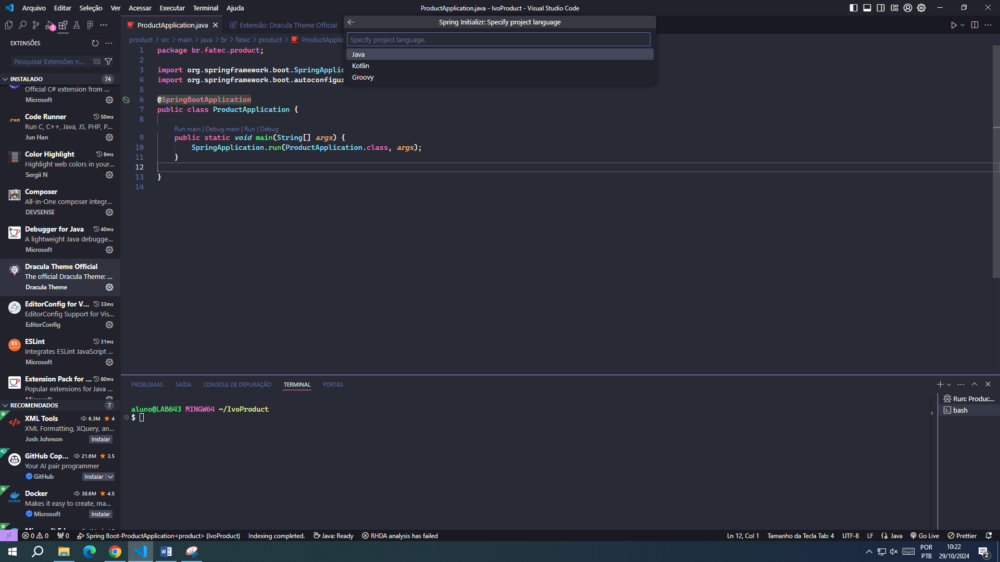 Arquivo Editar Seleção Ver Acessar Executar Terminal Ajuda
ProductApplication.java - IvoProduct - Visual Studio Code
1
EXTENSÕES
Pesquisar Extensões n...
INSTALADO 74
Official C# extension from ...
Microsoft
.run
Code Runner 50ms
Run C, C++, Java, JS, PHP, P...
Jun Han
Color Highlight 8ms
Highlight web colors in your...
Sergii N
Composer
All-in-One composer integr...
DEVSENSE
Debugger for Java 40ms
A lightweight Java debugge...
Microsoft
Dracula Theme Official
The official Dracula Theme: ...
Dracula Theme
EditorConfig for V... 33ms
EditorConfig Support for Vis...
EditorConfig
ES
ESLint 31ms
Integrates ESLint JavaScript ...
Microsoft
Extension Pack for ... 80ms
Popular extensions for Java ...
Microsoft
RECOMENDADOS 7
XML Tools 6.3M 4
XML Formatting, XQuery, an...
Josh Johnson Instalar
GitHub Cop... 21.6M 3.5
Your AI pair programmer
GitHub Instalar
docker
Docker 38.6M 4.5
Makes it easy to create, ma...
Microsoft Instalar
ProductApplication.java
Extensão: Dracula Theme Official
product > src > main > java > br > fatec > product > ProductApplic
Spring Initializr: Specify project language
Specify project language.
Java
Kotlin
Groovy
1 package br.fatec.product;
2
3 import org.springframework.boot.SpringApplic
4 import org.springframework.boot.autoconfigur
5
6 @SpringBootApplication
7 public class ProductApplication {
8
Run main | Debug main | Run | Debug
9 public static void main(String[] args) {
10 SpringApplication.run(ProductApplication.class, args);
11 }
12
13 }
14
PROBLEMAS SAÍDA CONSOLE DE DEPURAÇÃO TERMINAL PORTAS
aluno@LAB643 MINGW64 ~/IvoProduct
$
Run: Produc...
bash
0 0 0 Spring Boot-ProductApplication<product> (IvoProduct) Indexing completed. Java: Ready RHDA analysis has failed
Ln 12, Col 1 Tamanho da Tecla Tab: 4 UTF-8 LF Java Go Live Prettier
POR
PTB
10:22
29/10/2024
2